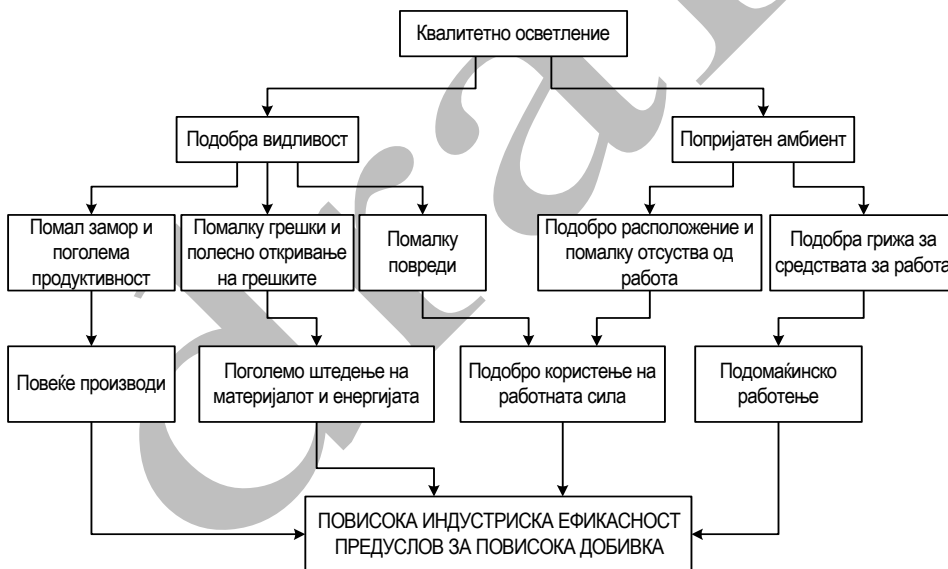 Квалитетно осветление
Подобра видливост
Попријатен амбиент
Помал замор и
поголема
продуктивност
Помалку грешки и
полесно откривање
на грешките
Помалку
повреди
Подобро расположение и
помалку отсуства од
работа
Подобра грижа за
средствата за работа
Повеќе производи
Поголемо штедење на
материјалот и енергијата
Подобро користење на
работната сила
Подомаќинско
работење
ПОВИСОКА ИНДУСТРИСКА ЕФИКАСНОСТ
ПРЕДУСЛОВ ЗА ПОВИСОКА ДОБИВКА